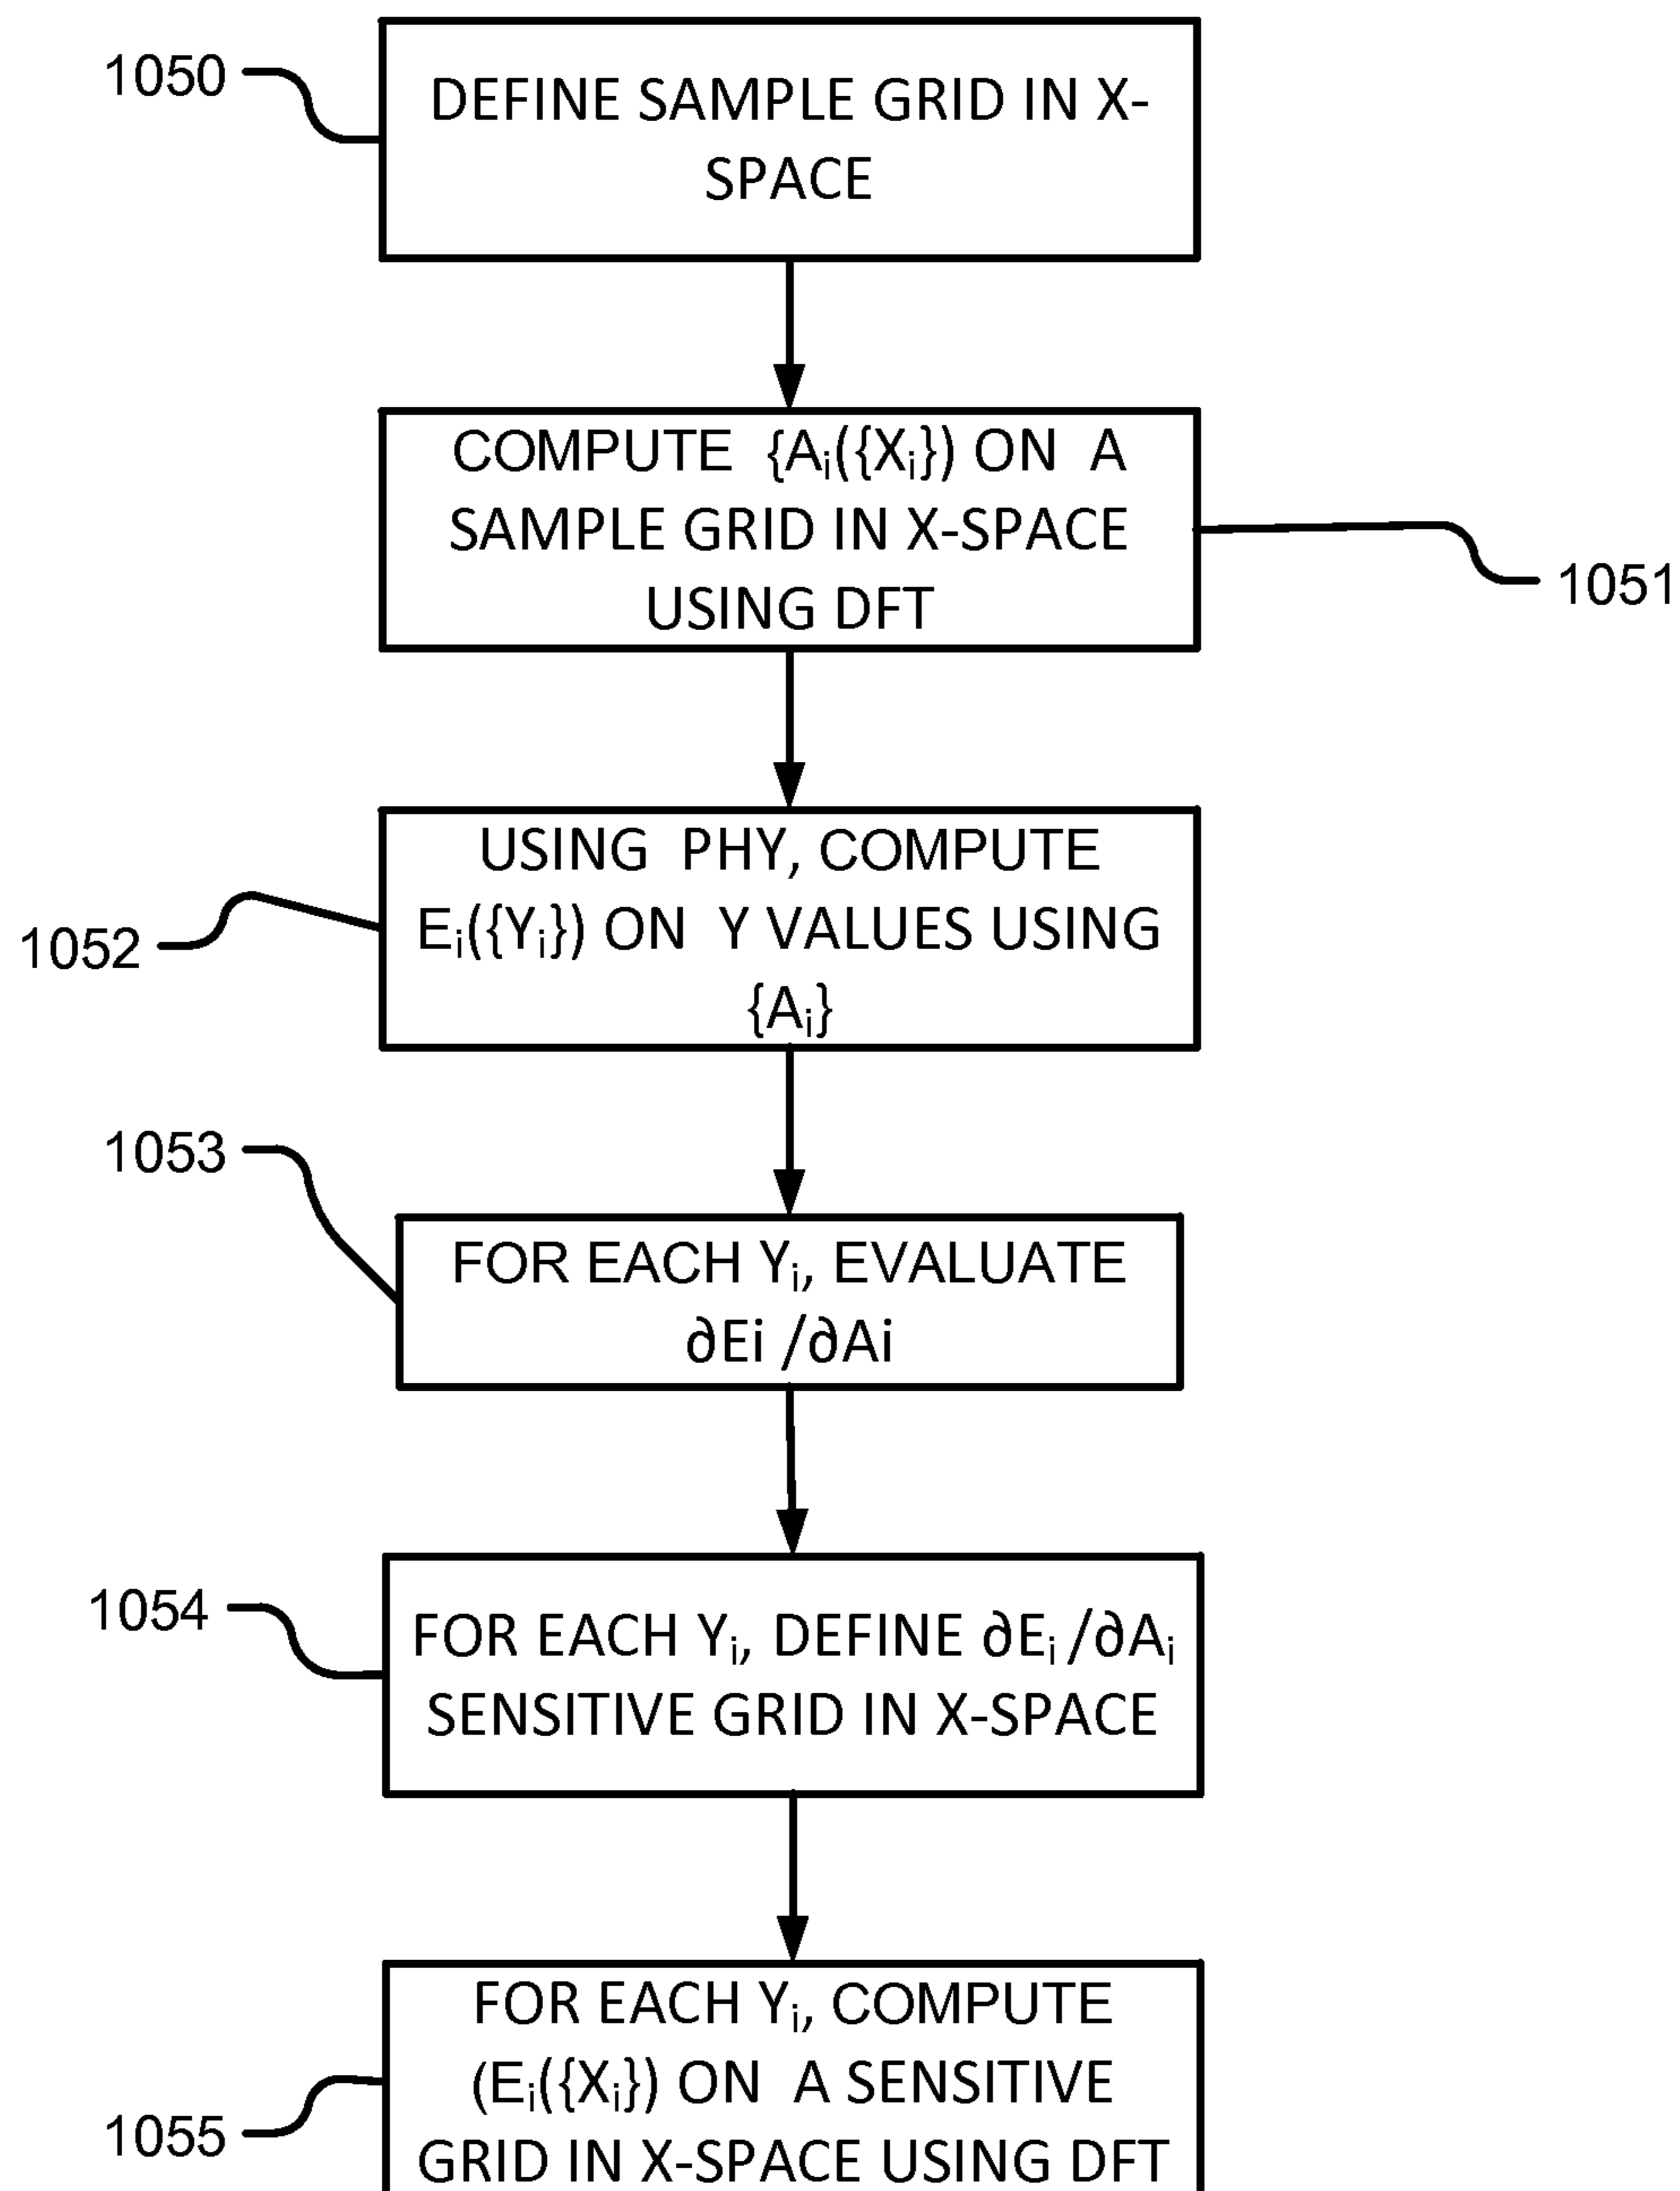 1050
DEFINE SAMPLE GRID IN X-
SPACE
COMPUTE {Aᵢ({Xᵢ}) ON A
SAMPLE GRID IN X-SPACE
USING DFT
1051
USING PHY, COMPUTE
Eᵢ({Yᵢ}) ON Y VALUES USING
{Aᵢ}
1052
1053
FOR EACH Yᵢ, EVALUATE
∂Ei /∂Ai
1054
FOR EACH Yᵢ, DEFINE ∂Eᵢ /∂Aᵢ
SENSITIVE GRID IN X-SPACE
FOR EACH Yᵢ, COMPUTE
(Eᵢ({Xᵢ}) ON A SENSITIVE
GRID IN X-SPACE USING DFT
1055